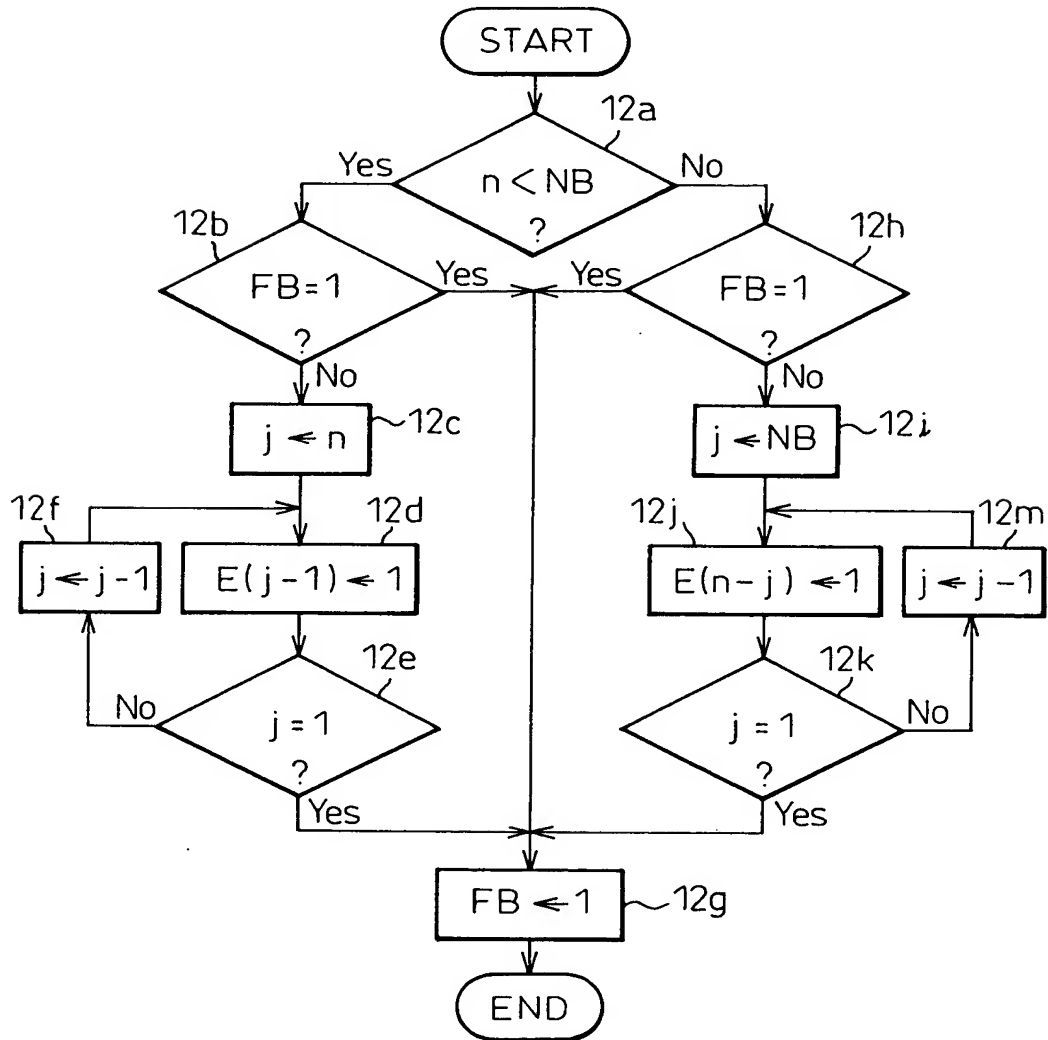 START
12a
n < NB
?
Yes
No
12b
FB = 1
?
Yes
No
12h
FB = 1
?
Yes
No
12c
j ← n
12i
j ← NB
12f
j ← j - 1
12d
E(j - 1) ← 1
12j
E(n - j) ← 1
12m
j ← j - 1
12e
j = 1
?
No
Yes
12k
j = 1
?
No
Yes
FB ← 1
12g
END